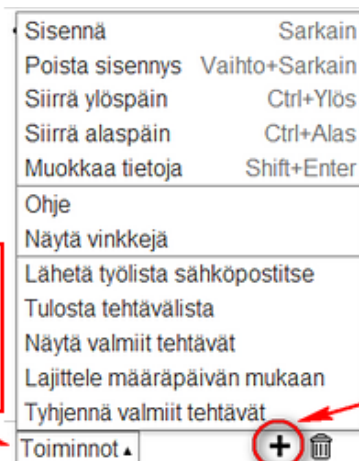 Sisennä Sarkain
Poista sisennys Vaihto+Sarkain
Siirrä ylöspäin Ctrl+Ylös
Siirrä alaspäin Ctrl+Alas
Muokkaa tietoja Shift+Enter
Ohje
Näytä vinkkejä
Lähetä työlista sähköpostitse
Tulosta tehtävälista
Näytä valmiit tehtävät
Lajittele määräpäivän mukaan
Tyhjennä valmiit tehtävät
Toiminnot